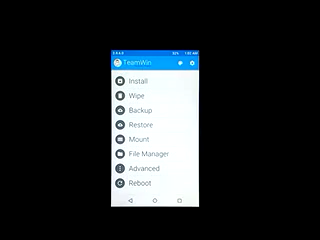 TeamWin
Install
Wipe
Backup
Restore
Mount
File Manager
Advanced
Reboot